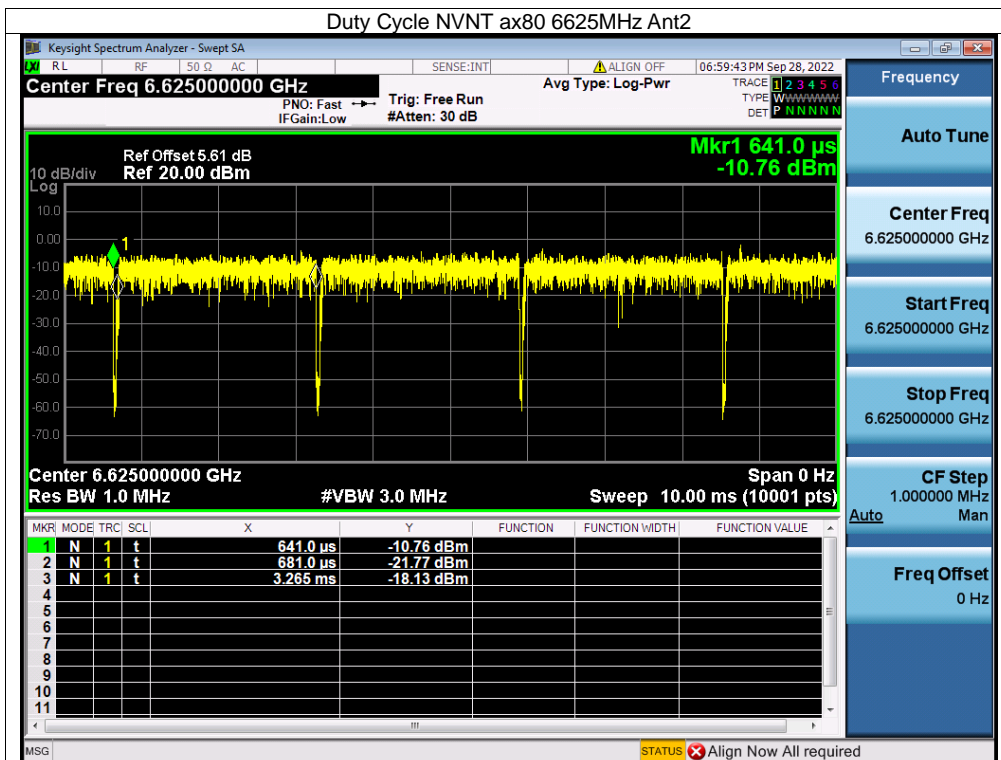 Duty Cycle NVNT ax80 6625MHz Ant2
Keysight Spectrum Analyzer - Swept SA
LXI RL RF 50 Ω AC SENSE:INT ALIGN OFF 06:59:43 PM Sep 28, 2022
Center Freq 6.625000000 GHz
PNO: Fast
IFGain:Low
Trig: Free Run
#Atten: 30 dB
Avg Type: Log-Pwr
TRACE 1 2 3 4 5 6
TYPE WWWWWW
DET P N N N N N
Frequency
Auto Tune
Center Freq
6.625000000 GHz
Start Freq
6.625000000 GHz
Stop Freq
6.625000000 GHz
CF Step
1.000000 MHz
Auto Man
Freq Offset
0 Hz
Ref Offset 5.61 dB
Ref 20.00 dBm
10 dB/div
Log
Mkr1 641.0 µs
-10.76 dBm
10.0
0.00
-10.0
-20.0
-30.0
-40.0
-50.0
-60.0
-70.0
1
Center 6.625000000 GHz
Res BW 1.0 MHz
#VBW 3.0 MHz
Span 0 Hz
Sweep 10.00 ms (10001 pts)
MKR MODE TRC SCL X Y FUNCTION FUNCTION WIDTH FUNCTION VALUE
1 N 1 t 641.0 µs -10.76 dBm
2 N 1 t 681.0 µs -21.77 dBm
3 N 1 t 3.265 ms -18.13 dBm
4
5
6
7
8
9
10
11
MSG
STATUS Align Now All required